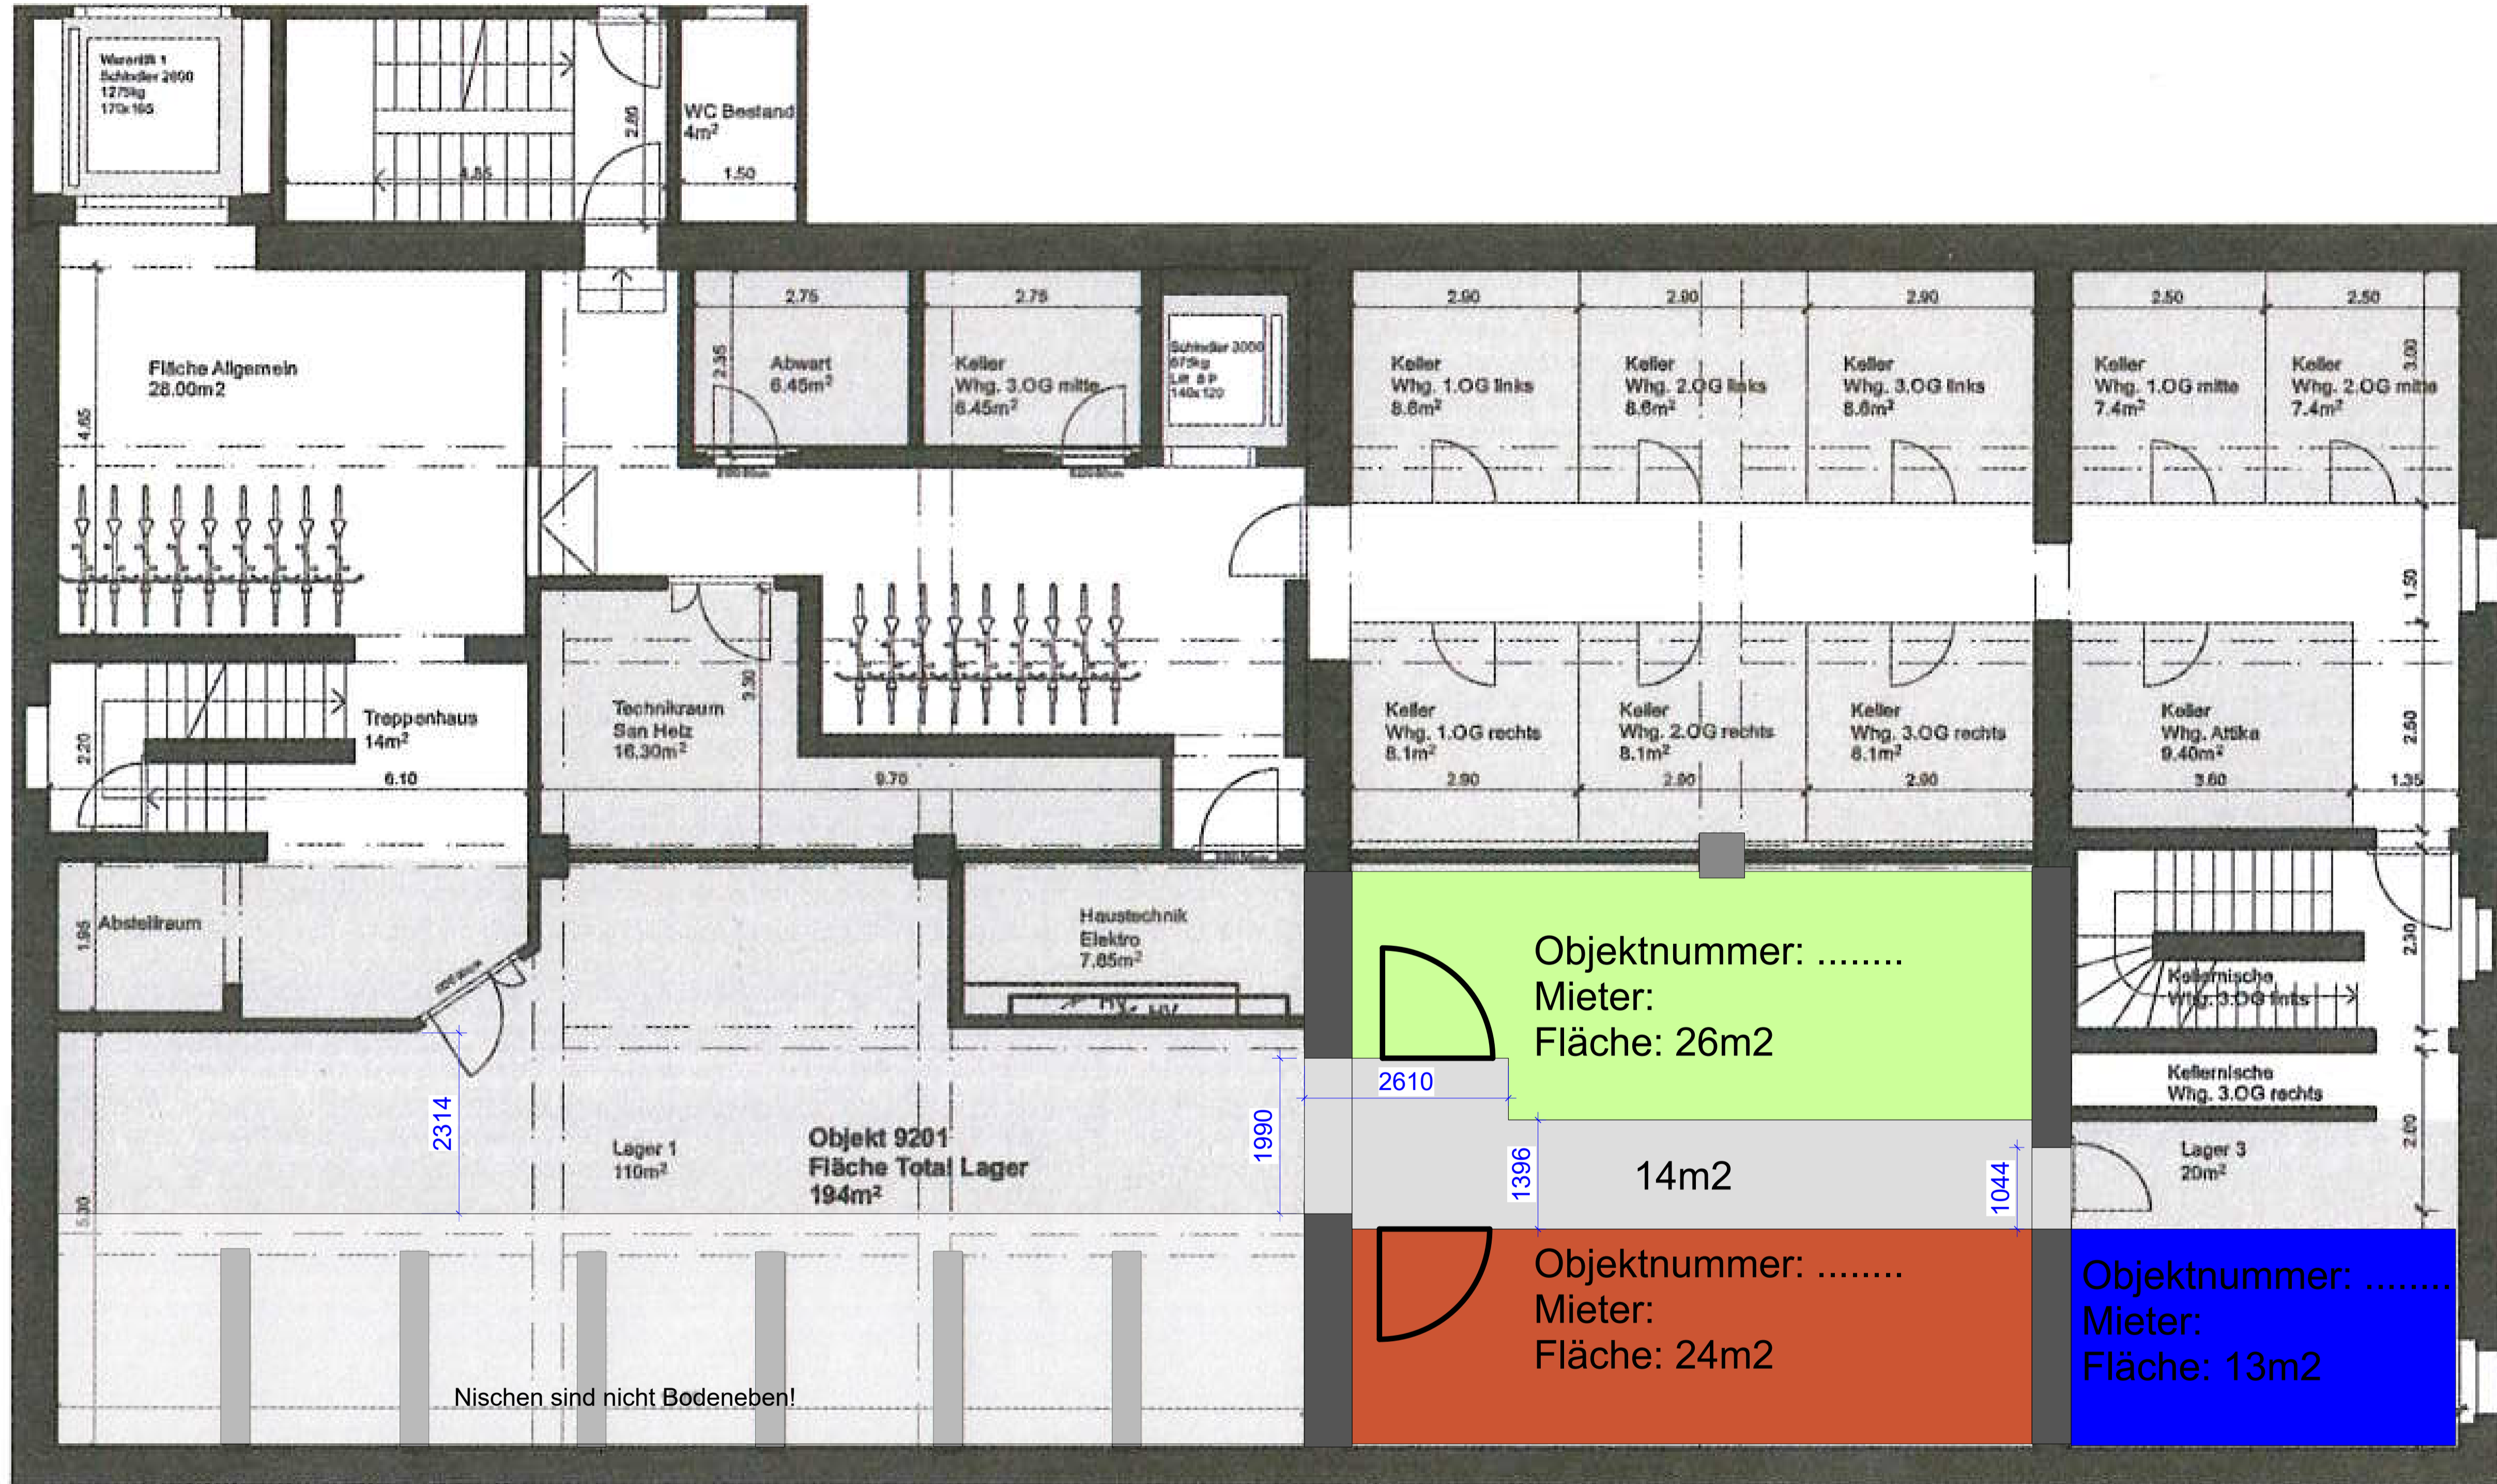 Warenlift 1
Schindler 2600
1275kg
170x165
WC Bestand
4m²
2.80
4.85
1.50
Fläche Allgemein
28.00m2
4.65
2.75
2.75
2.35
Abwart
6.45m²
Keller
Whg. 3.OG mitte
6.45m²
Schindler 3000
675kg
Lift 8 P
140x120
2.90
2.90
2.90
2.50
2.50
3.00
Keller
Whg. 1.OG links
8.6m²
Keller
Whg. 2.OG links
8.6m²
Keller
Whg. 3.OG links
8.6m²
Keller
Whg. 1.OG mitte
7.4m²
Keller
Whg. 2.OG mitte
7.4m²
1.50
Treppenhaus
14m²
2.20
6.10
Technikraum
San Heiz
16.30m²
3.30
9.70
Keller
Whg. 1.OG rechts
8.1m²
2.90
Keller
Whg. 2.OG rechts
8.1m²
2.90
Keller
Whg. 3.OG rechts
8.1m²
2.90
Keller
Whg. Attika
9.40m²
3.60
1.35
2.50
Abstellraum
1.95
Haustechnik
Elektro
7.65m²
HV
HV
Objektnummer: ........
Mieter:
Fläche: 26m2
Kellernische
Whg. 3.OG links
2.30
Kellernische
Whg. 3.OG rechts
2314
Lager 1
110m²
Objekt 9201
Fläche Total Lager
194m²
1990
2610
1396
14m2
1044
Lager 3
20m²
2.60
5.00
Objektnummer: ........
Mieter:
Fläche: 24m2
Objektnummer: ........
Mieter:
Fläche: 13m2
Nischen sind nicht Bodeneben!